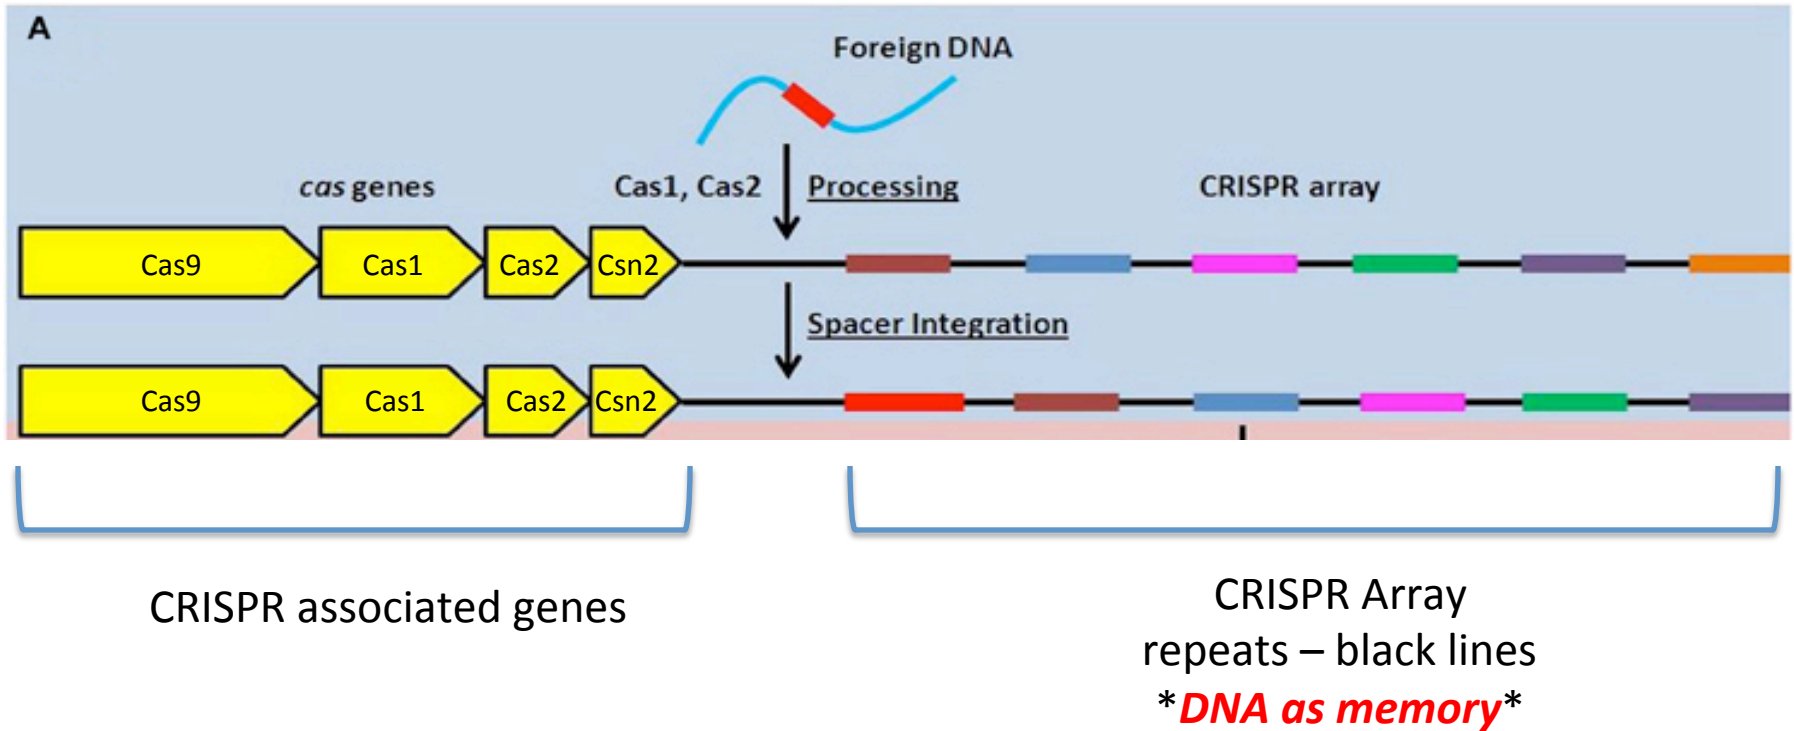 A
Foreign DNA
cas genes
Cas1, Cas2
Processing
CRISPR array
Cas9
Cas1
Cas2
Csn2
Spacer Integration
Cas9
Cas1
Cas2
Csn2
CRISPR associated genes
CRISPR Array
repeats – black lines
*DNA as memory*